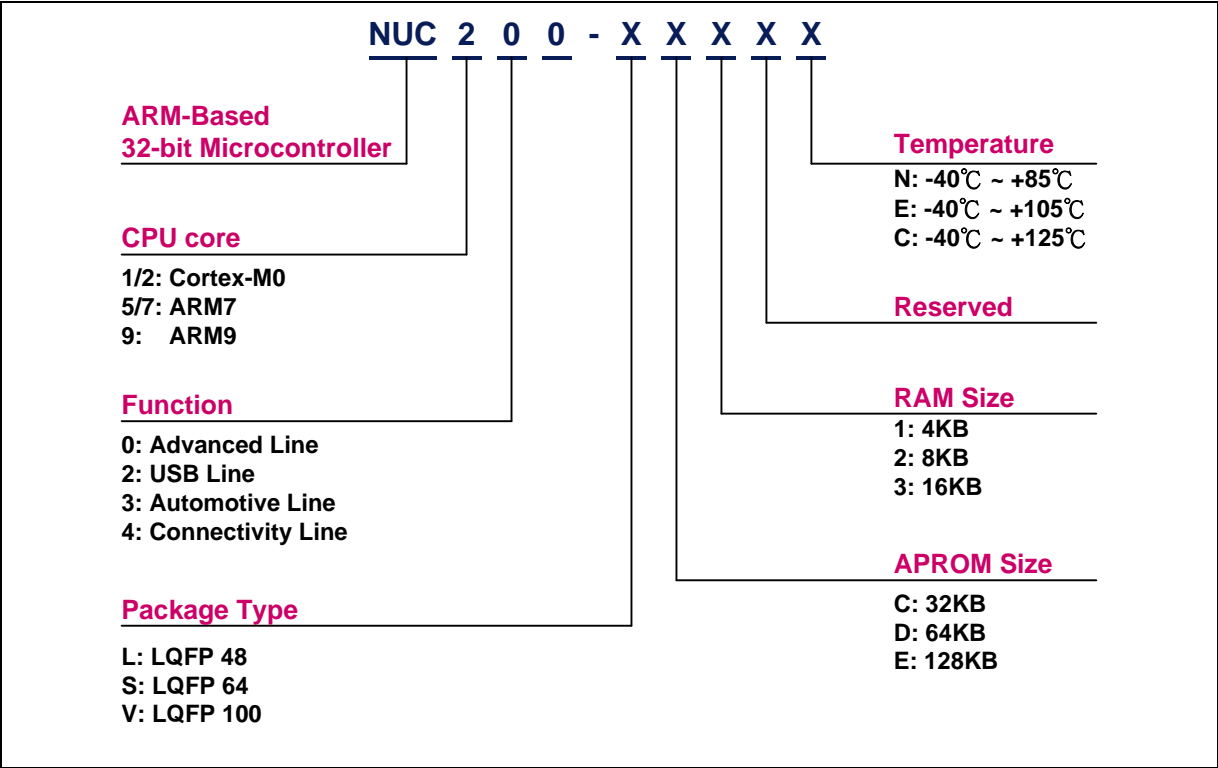 NUC 2 0 0 - X X X X X
ARM-Based
32-bit Microcontroller
CPU core
1/2: Cortex-M0
5/7: ARM7
9: ARM9
Function
0: Advanced Line
2: USB Line
3: Automotive Line
4: Connectivity Line
Package Type
L: LQFP 48
S: LQFP 64
V: LQFP 100
Temperature
N: -40℃ ~ +85℃
E: -40℃ ~ +105℃
C: -40℃ ~ +125℃
Reserved
RAM Size
1: 4KB
2: 8KB
3: 16KB
APROM Size
C: 32KB
D: 64KB
E: 128KB